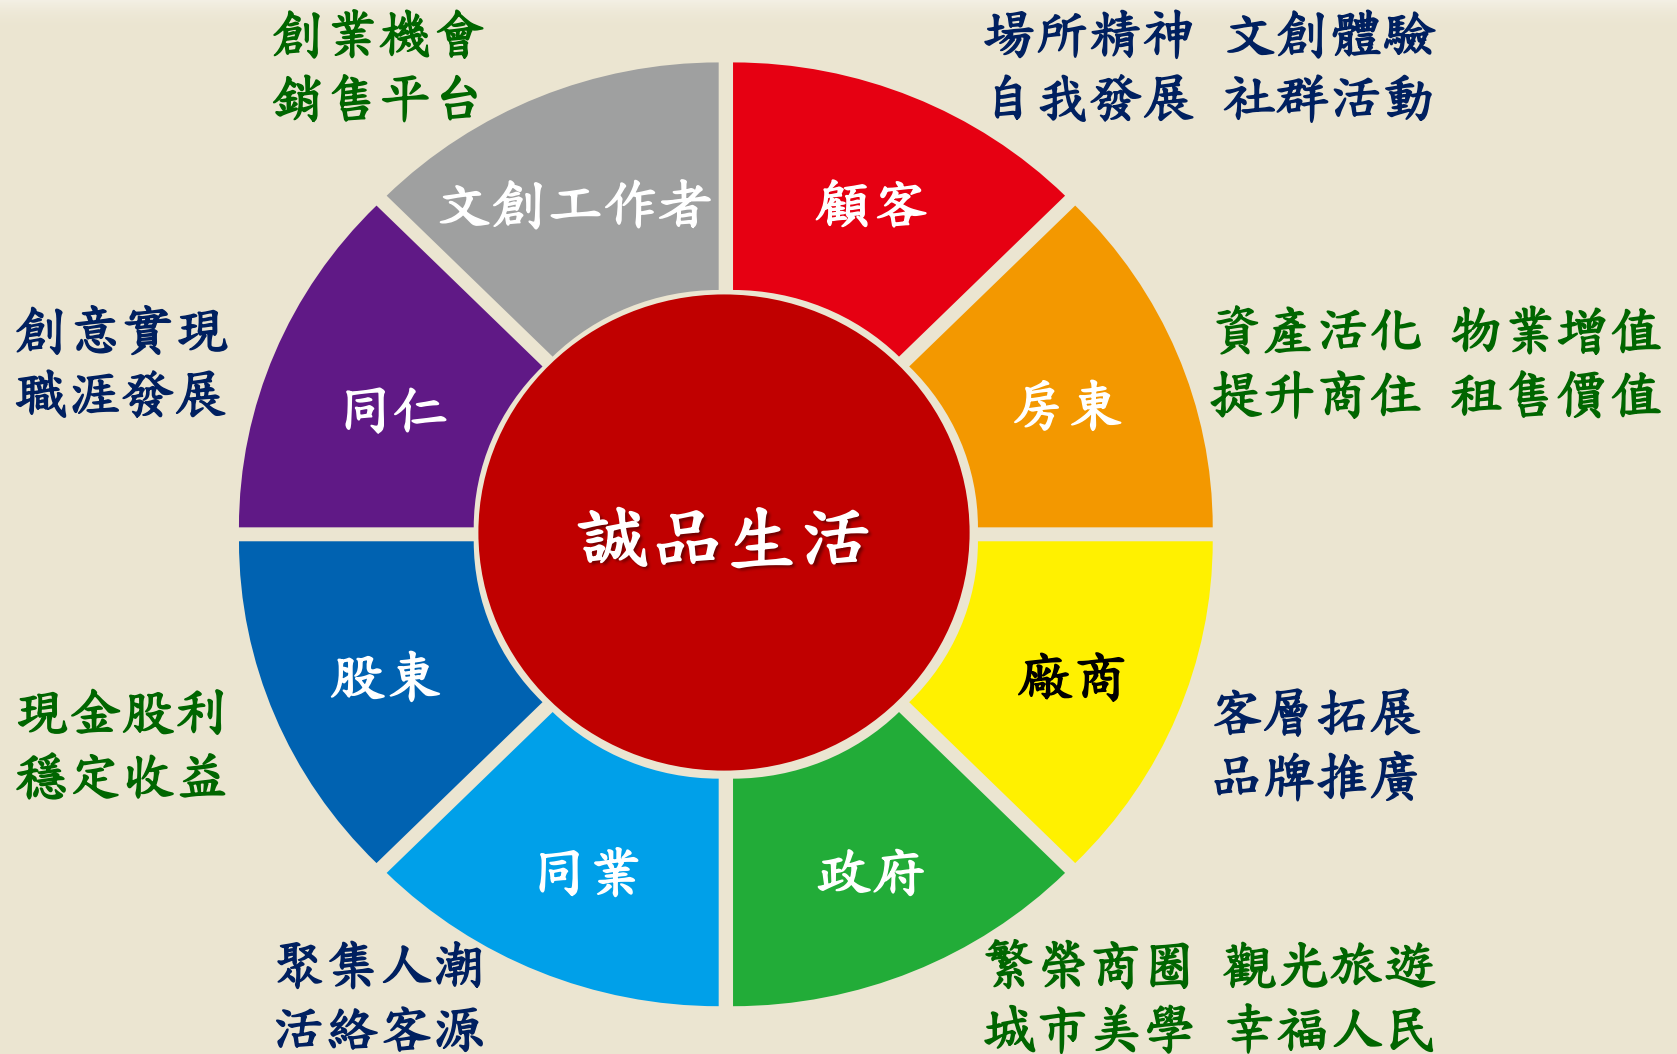 創業機會
銷售平台
場所精神 文創體驗
自我發展 社群活動
文創工作者
顧客
創意實現
職涯發展
資產活化 物業增值
提升商住 租售價值
同仁
房東
誠品生活
股東
廠商
現金股利
穩定收益
客層拓展
品牌推廣
同業
政府
聚集人潮
活絡客源
繁榮商圈 觀光旅遊
城市美學 幸福人民